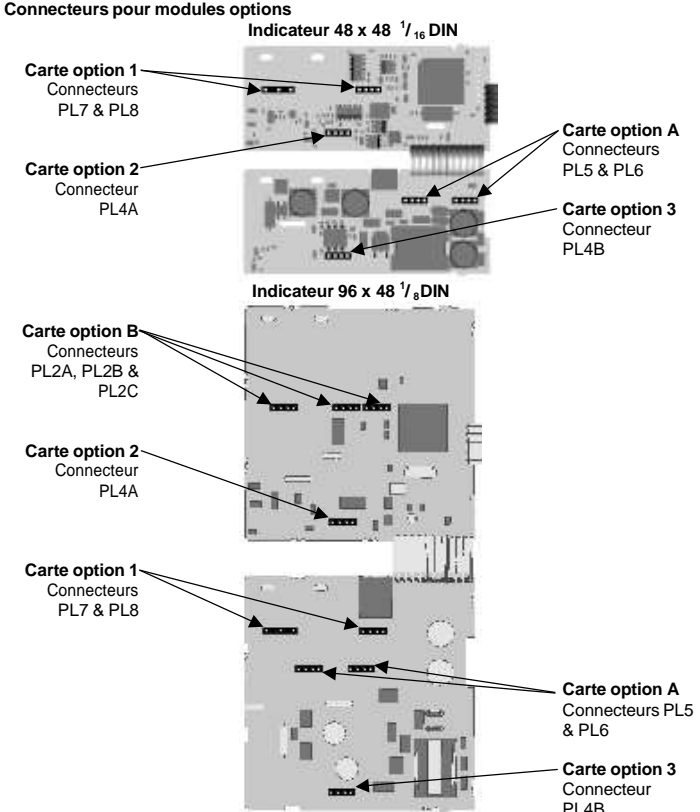 Connecteurs pour modules options
Indicateur 48 x 48 1/16 DIN
Carte option 1
Connecteurs
PL7 & PL8
Carte option 2
Connecteur
PL4A
Carte option A
Connecteurs
PL5 & PL6
Carte option 3
Connecteur
PL4B
Indicateur 96 x 48 1/8 DIN
Carte option B
Connecteurs
PL2A, PL2B &
PL2C
Carte option 2
Connecteur
PL4A
Carte option 1
Connecteurs
PL7 & PL8
Carte option A
Connecteurs PL5
& PL6
Carte option 3
Connecteur
PL4B